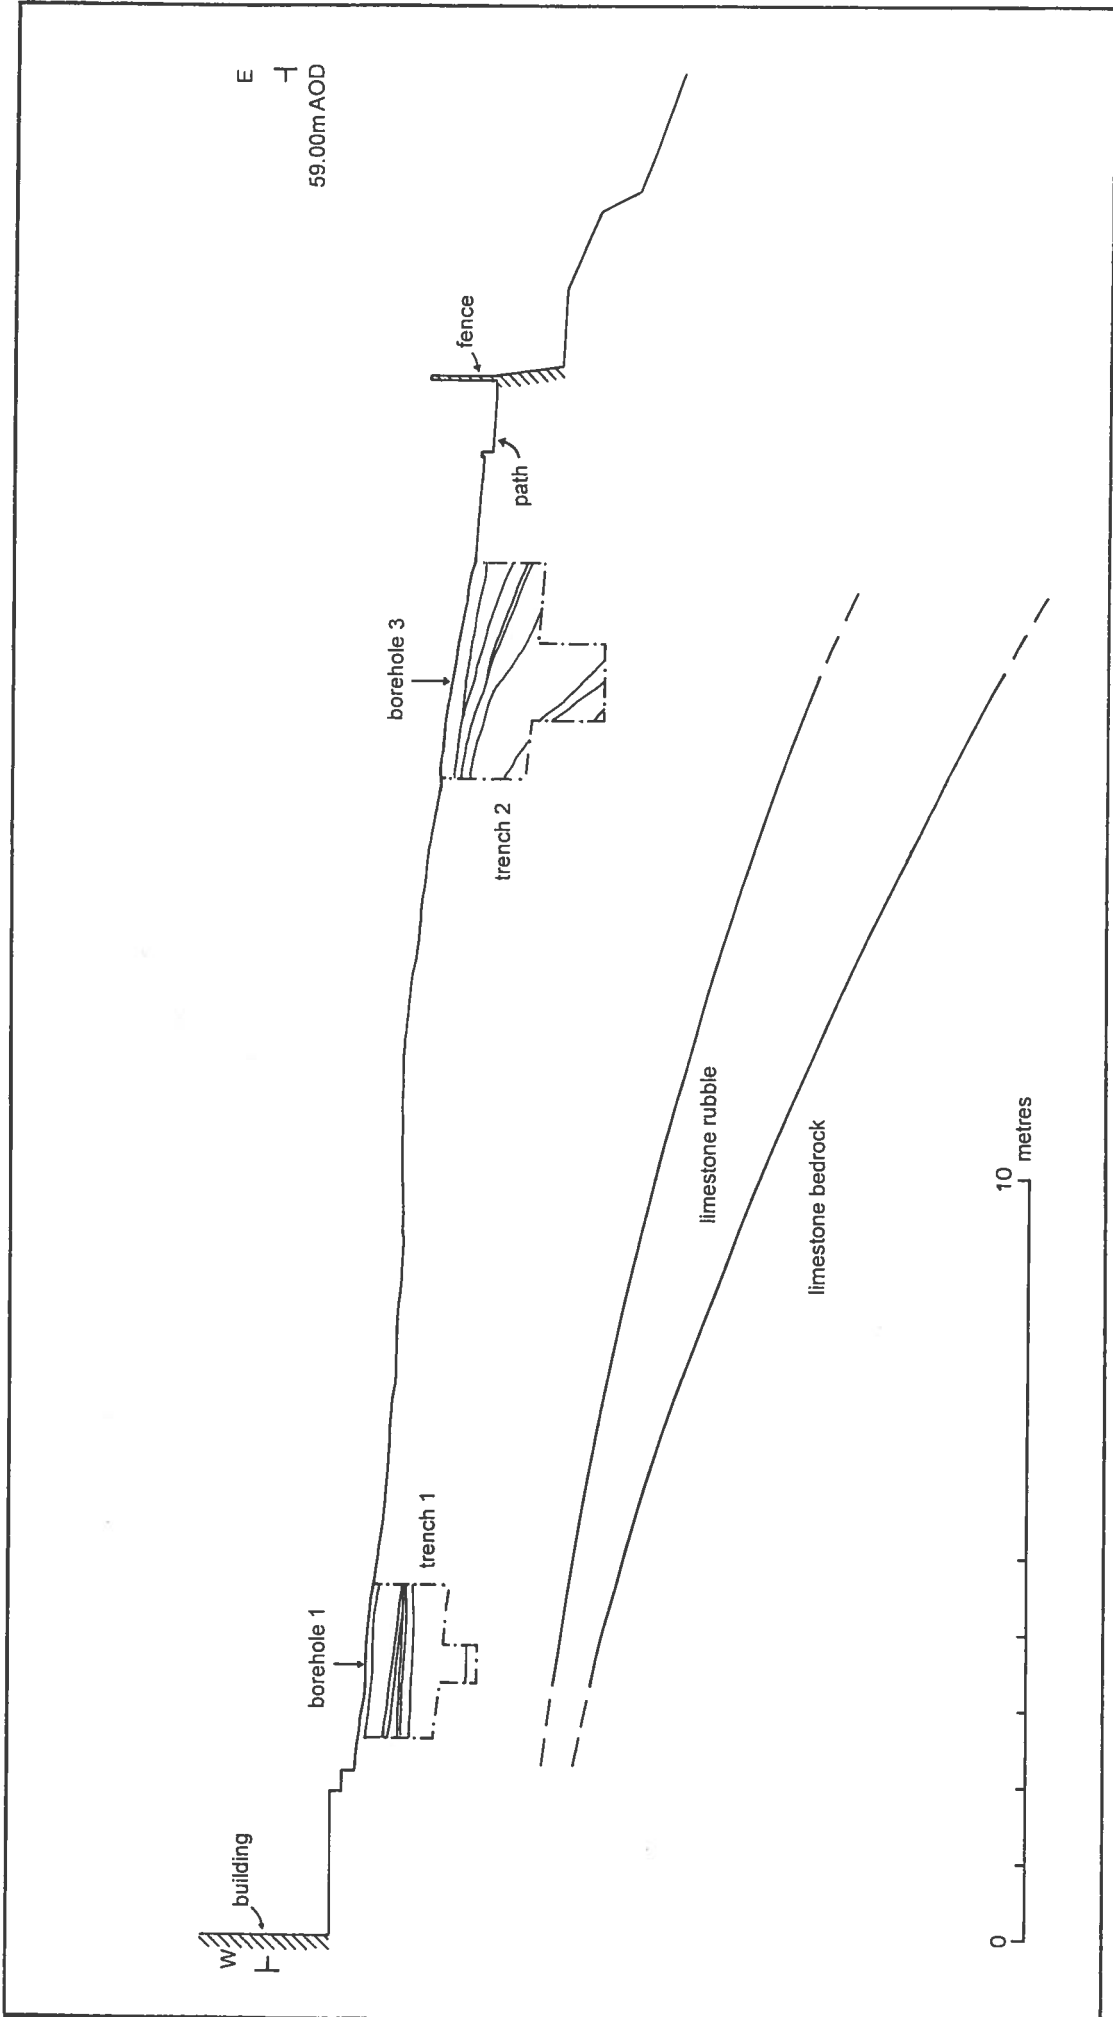 W
E
59.00m AOD
building
borehole 1
trench 1
borehole 3
trench 2
path
fence
limestone rubble
limestone bedrock
0
10
metres